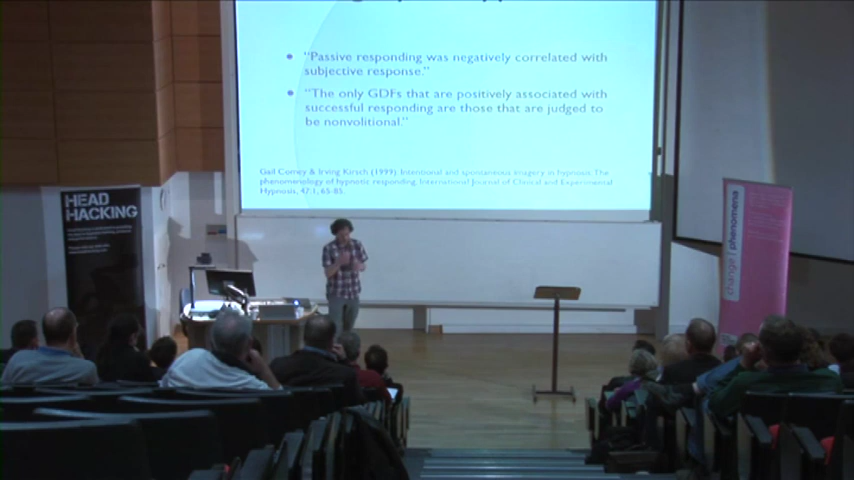 • "Passive responding was negatively correlated with
subjective response."
• "The only GDFs that are positively associated with
successful responding are those that are judged to
be nonvolitional."
Gail Comey & Irving Kirsch (1999) Intentional and spontaneous imagery in hypnosis: The
phenomenology of hypnotic responding. International Journal of Clinical and Experimental
Hypnosis, 47:1, 65-85.
HEAD
HACKING
change | phenomena